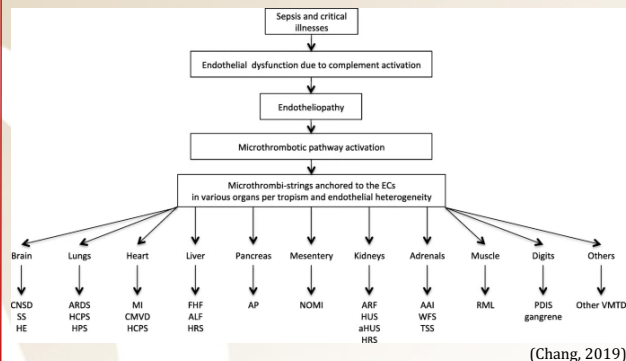 Sepsis and critical
illnesses
Endothelial dysfunction due to complement activation
Endotheliopathy
Microthrombotic pathway activation
Microthrombi-strings anchored to the ECs
in various organs per tropism and endothelial heterogeneity
Brain Lungs Heart Liver Pancreas Mesentery Kidneys Adrenals Muscle Digits Others
CNSD ARDS MI FHF AP NOMI ARF AAI RML PDIS Other VMTD
SS HCPS CMVD ALF HUS WFS gangrene
HE HPS HCPS HRS aHUS TSS
HRS
(Chang, 2019)